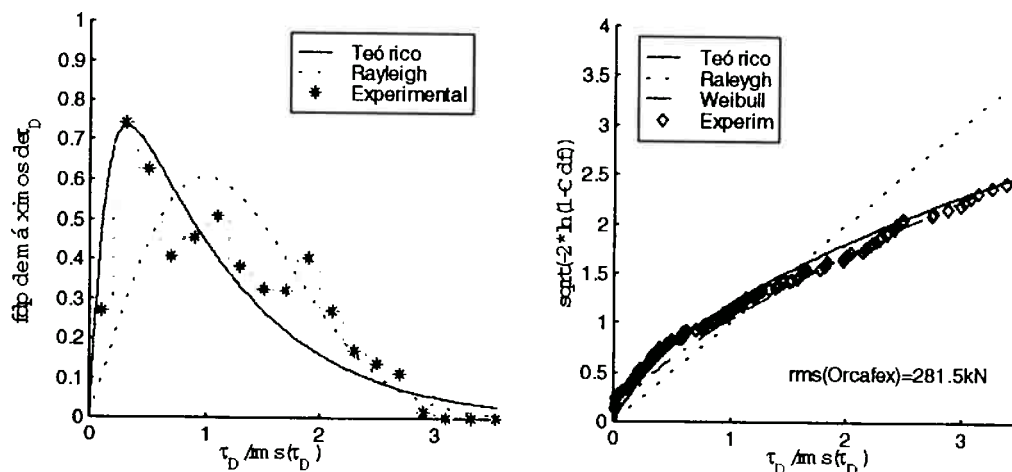 1
0.9
0.8
0.7
0.6
0.5
0.4
0.3
0.2
0.1
0
fdp de má ximos de τD
0 1 2 3
τD/rms(τD)
Teó rico
Rayleigh
Experimental
4
3.5
3
2.5
2
1.5
1
0.5
0
sqrt(-2*ln(1-Cdf))
0 1 2 3
τD/rms(τD)
Teó rico
Raleygh
Weibull
Experim
rms(Orcafex)=281.5kN